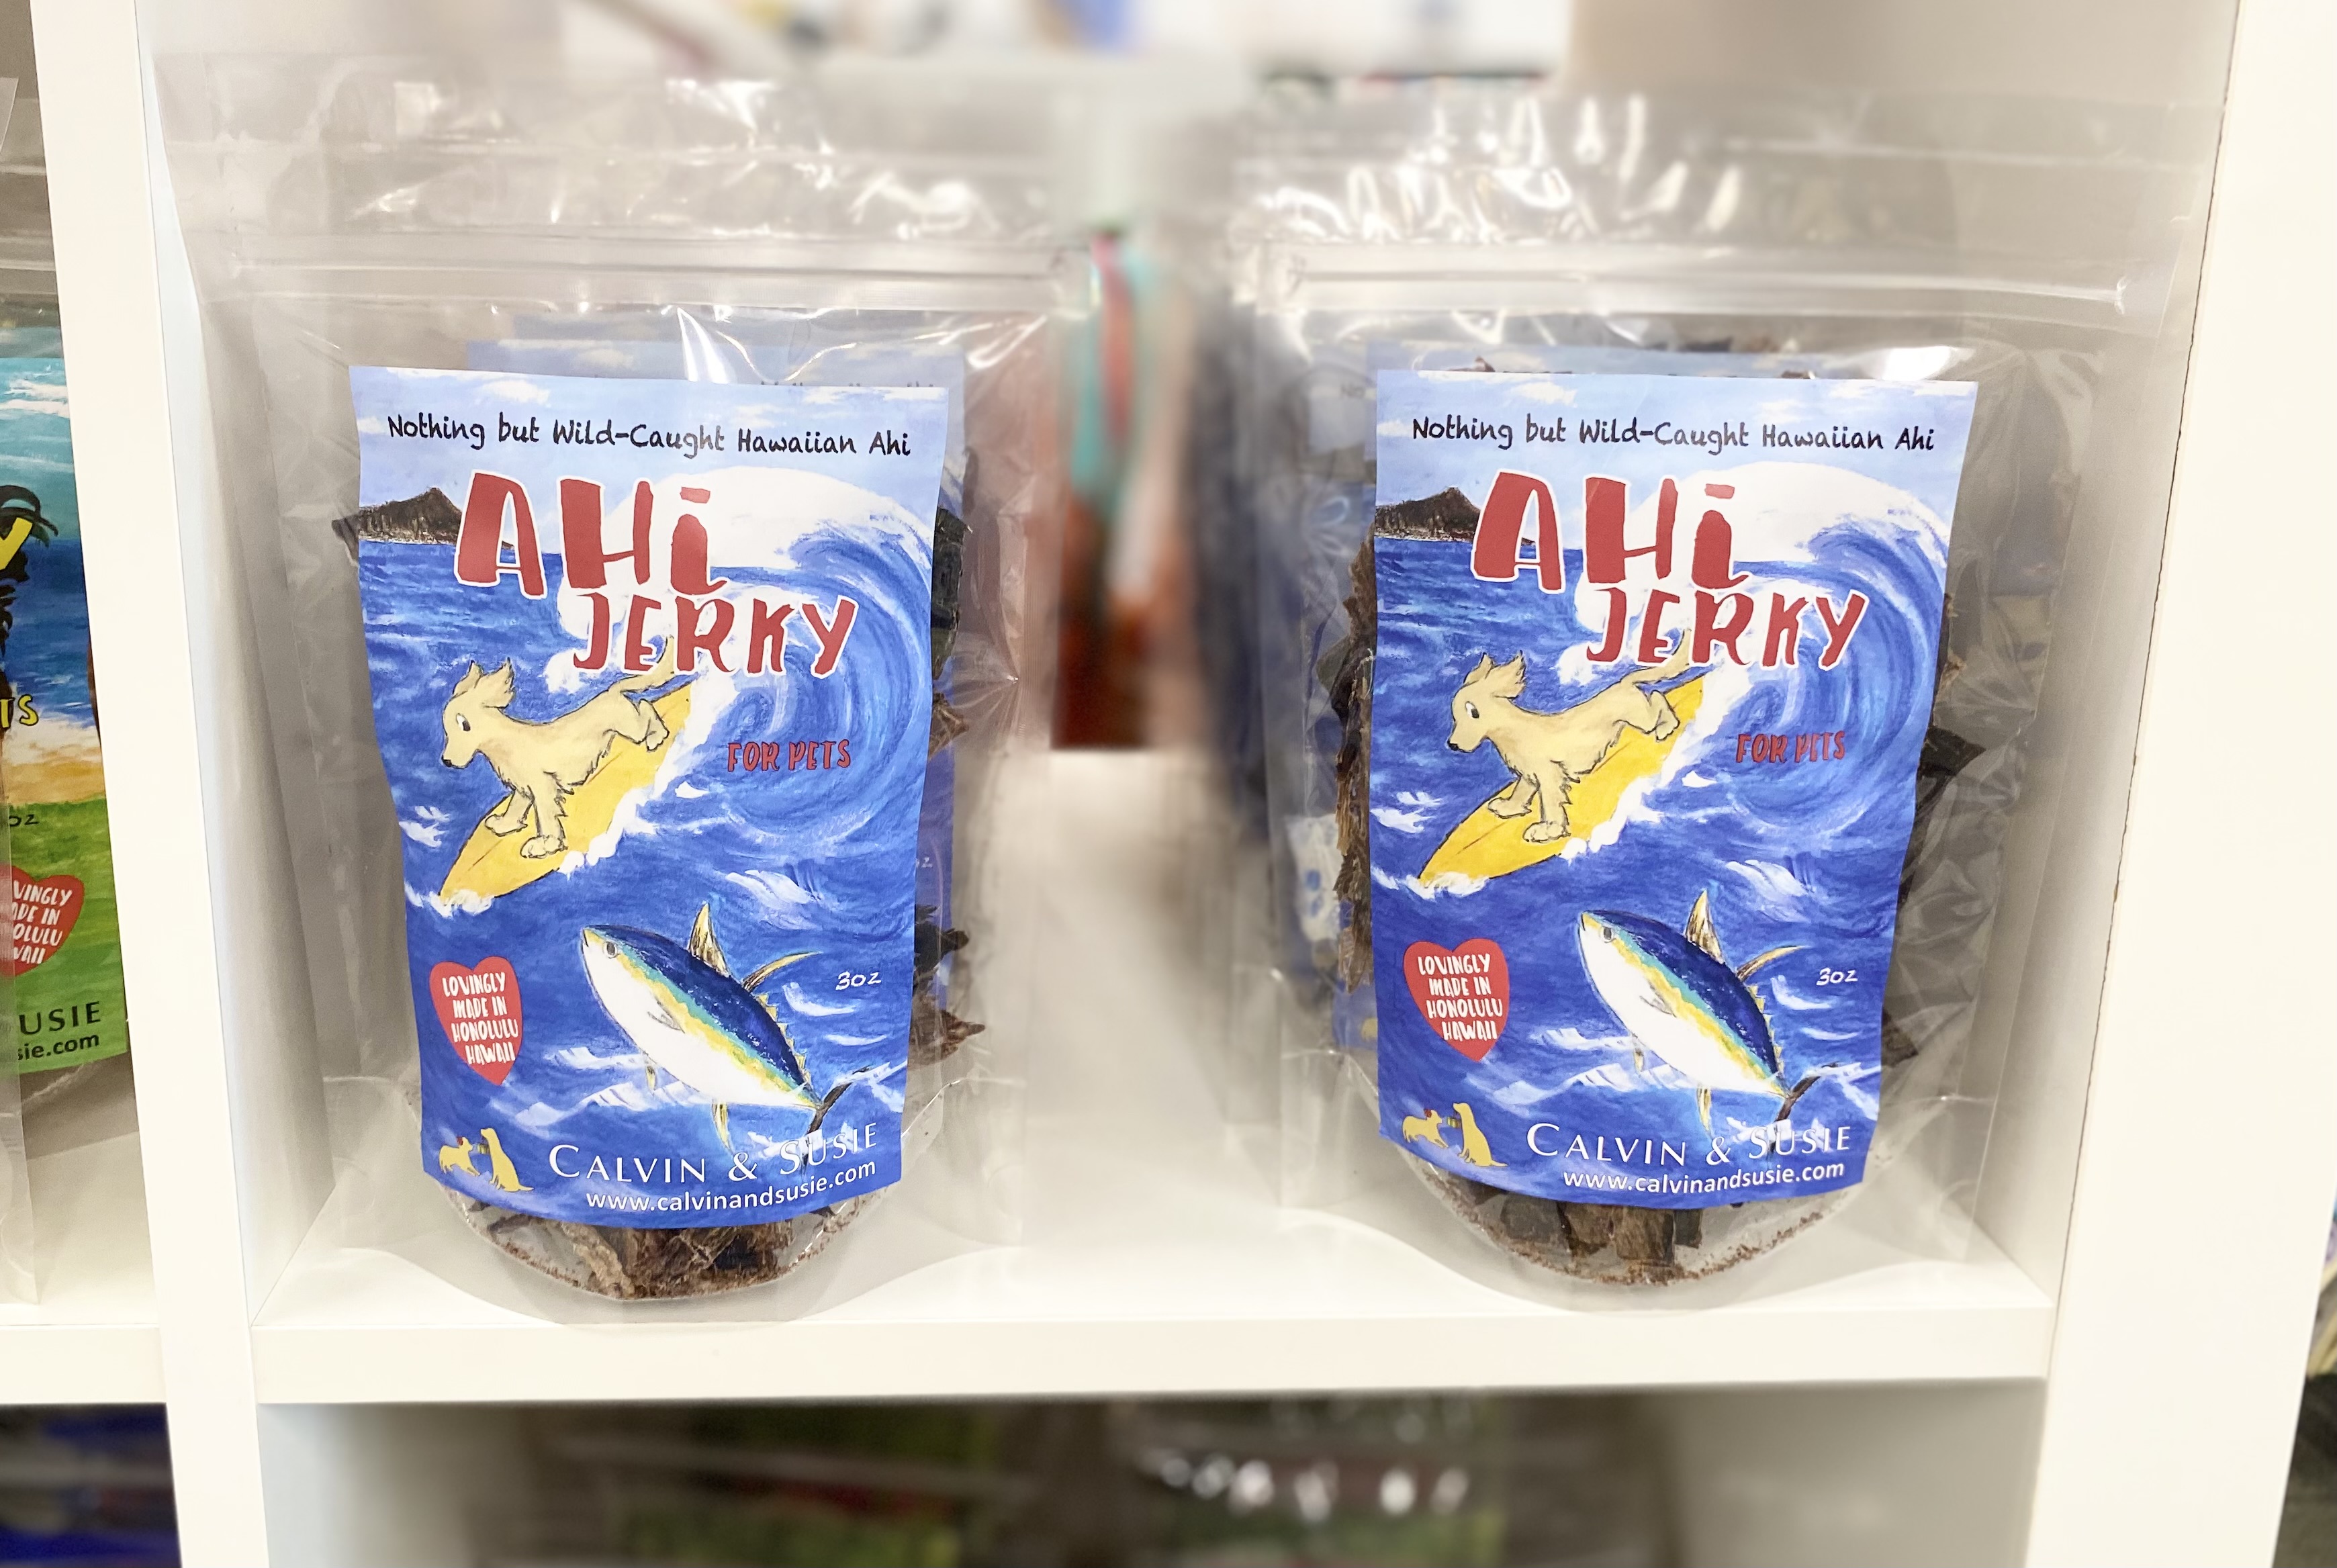 Nothing but Wild-Caught Hawaiian Ahi
AHi
JERKY
FOR PETS
3oz
LOVINGLY
MADE IN
HONOLULU
HAWAII
CALVIN & SUSIE
www.calvinandsusie.com
Nothing but Wild-Caught Hawaiian Ahi
AHi
JERKY
FOR PETS
3oz
LOVINGLY
MADE IN
HONOLULU
HAWAII
CALVIN & SUSIE
www.calvinandsusie.com